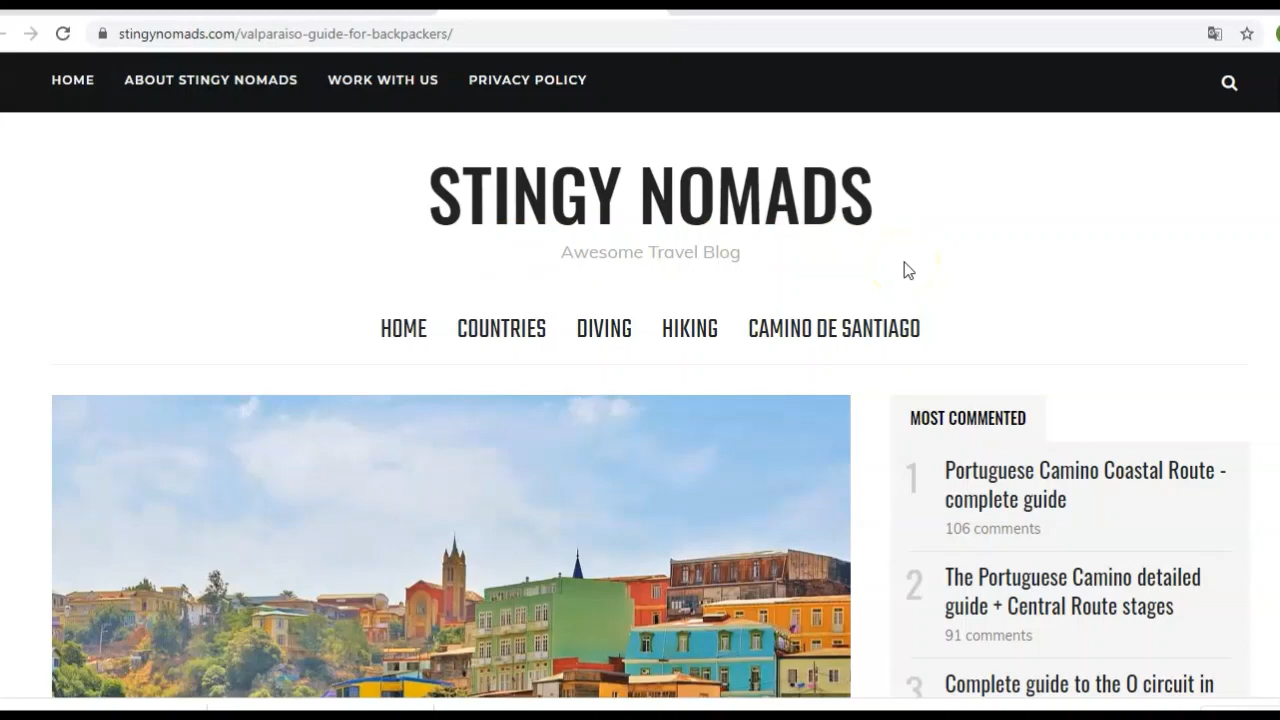 stingynomads.com/valparaiso-guide-for-backpackers/
HOME ABOUT STINGY NOMADS WORK WITH US PRIVACY POLICY
STINGY NOMADS
Awesome Travel Blog
HOME COUNTRIES DIVING HIKING CAMINO DE SANTIAGO
MOST COMMENTED
1 Portuguese Camino Coastal Route -
complete guide
106 comments
2 The Portuguese Camino detailed
guide + Central Route stages
91 comments
3 Complete guide to the O circuit in